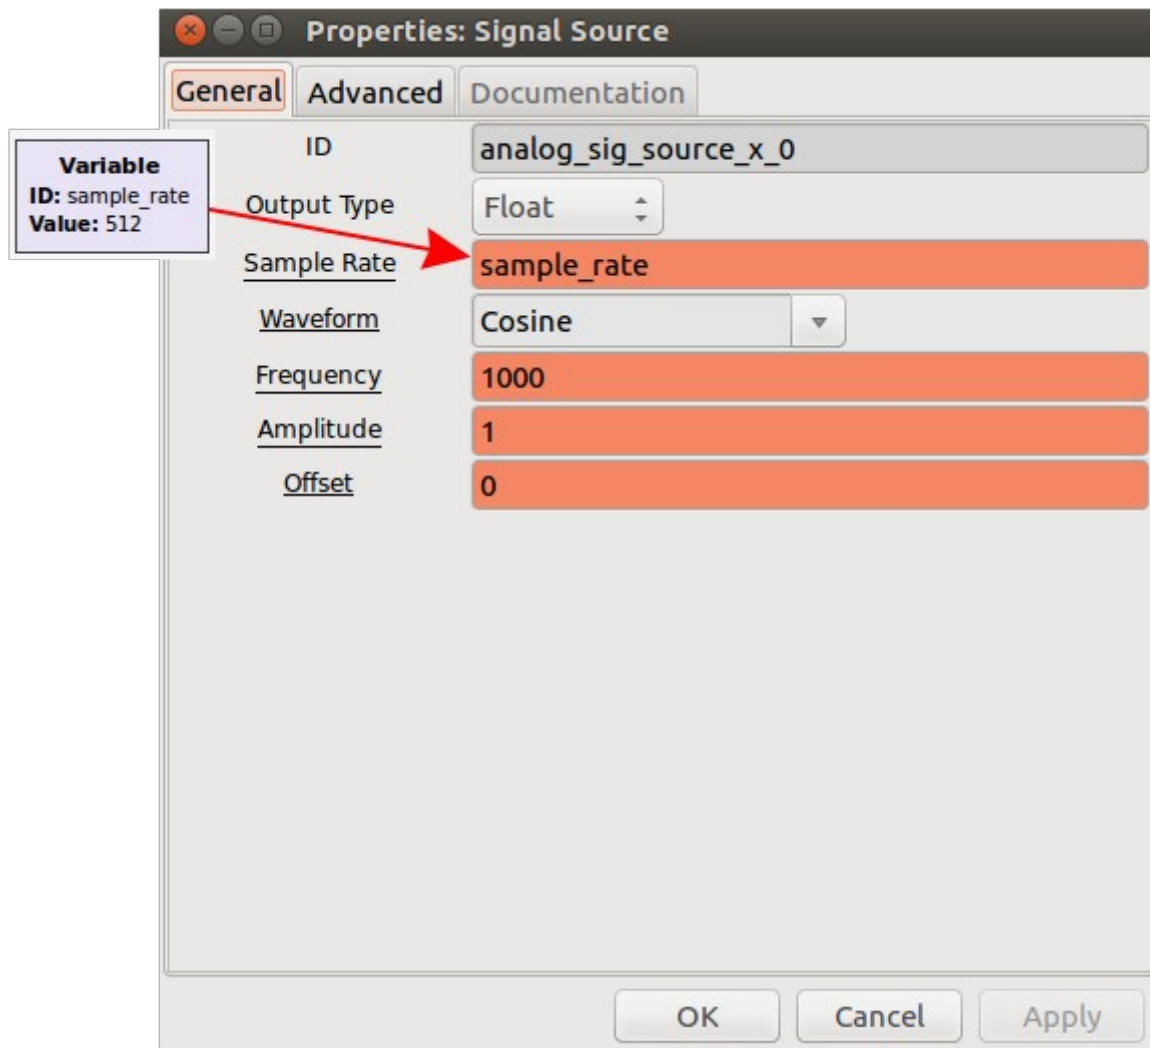 Properties: Signal Source
General Advanced Documentation
Variable
ID: sample_rate
Value: 512
ID analog_sig_source_x_0
Output Type Float
Sample Rate sample_rate
Waveform Cosine
Frequency 1000
Amplitude 1
Offset 0
OK Cancel Apply